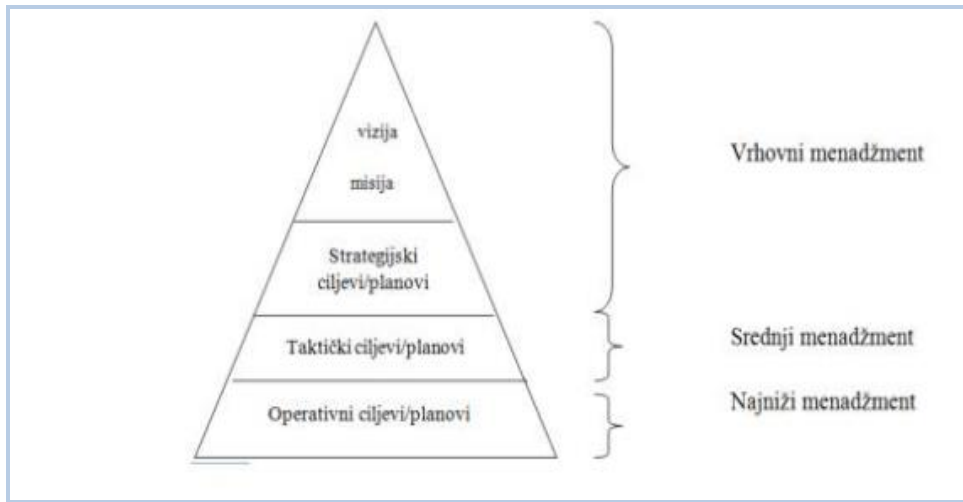 vizija
misija
Vrhovni menadžment
Strategijski
ciljevi/planovi
Taktički ciljevi/planovi
Srednji menadžment
Operativni ciljevi/planovi
Najniži menadžment